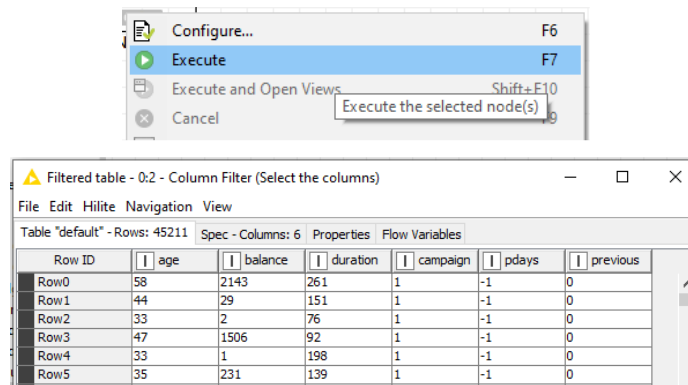 Configure... F6
Execute F7
Execute and Open Views Shift+F10
Execute the selected node(s)
Cancel F9
Filtered table - 0:2 - Column Filter (Select the columns)
File Edit Hilite Navigation View
Table "default" - Rows: 45211 Spec - Columns: 6 Properties Flow Variables
Row ID I age I balance I duration I campaign I pdays I previous
Row0 58 2143 261 1 -1 0
Row1 44 29 151 1 -1 0
Row2 33 2 76 1 -1 0
Row3 47 1506 92 1 -1 0
Row4 33 1 198 1 -1 0
Row5 35 231 139 1 -1 0